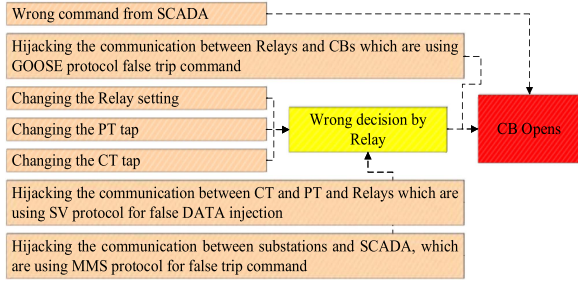 Wrong command from SCADA
Hijacking the communication between Relays and CBs which are using
GOOSE protocol false trip command
Changing the Relay setting
Changing the PT tap
Changing the CT tap
Wrong decision by
Relay
CB Opens
Hijacking the communication between CT and PT and Relays which are
using SV protocol for false DATA injection
Hijacking the communication between substations and SCADA, which
are using MMS protocol for false trip command